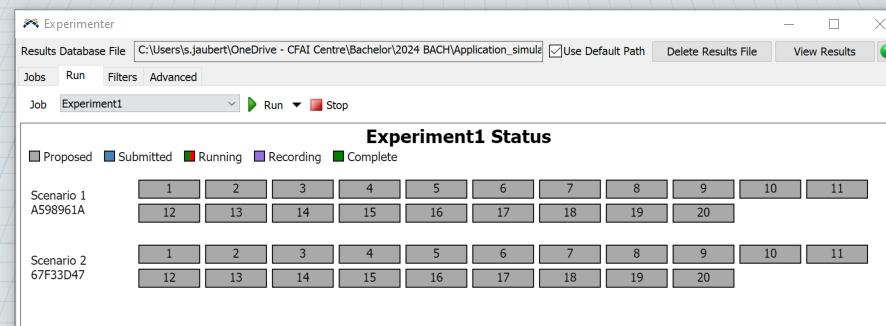 Experimenter
Results Database File C:\Users\s.jaubert\OneDrive - CFAI Centre\Bachelor\2024 BACH\Application_simula Use Default Path Delete Results File View Results
Jobs Run Filters Advanced
Job Experiment1 Run Stop
Experiment1 Status
Proposed Submitted Running Recording Complete
Scenario 1 1 2 3 4 5 6 7 8 9 10 11
A598961A 12 13 14 15 16 17 18 19 20
Scenario 2 1 2 3 4 5 6 7 8 9 10 11
67F33D47 12 13 14 15 16 17 18 19 20